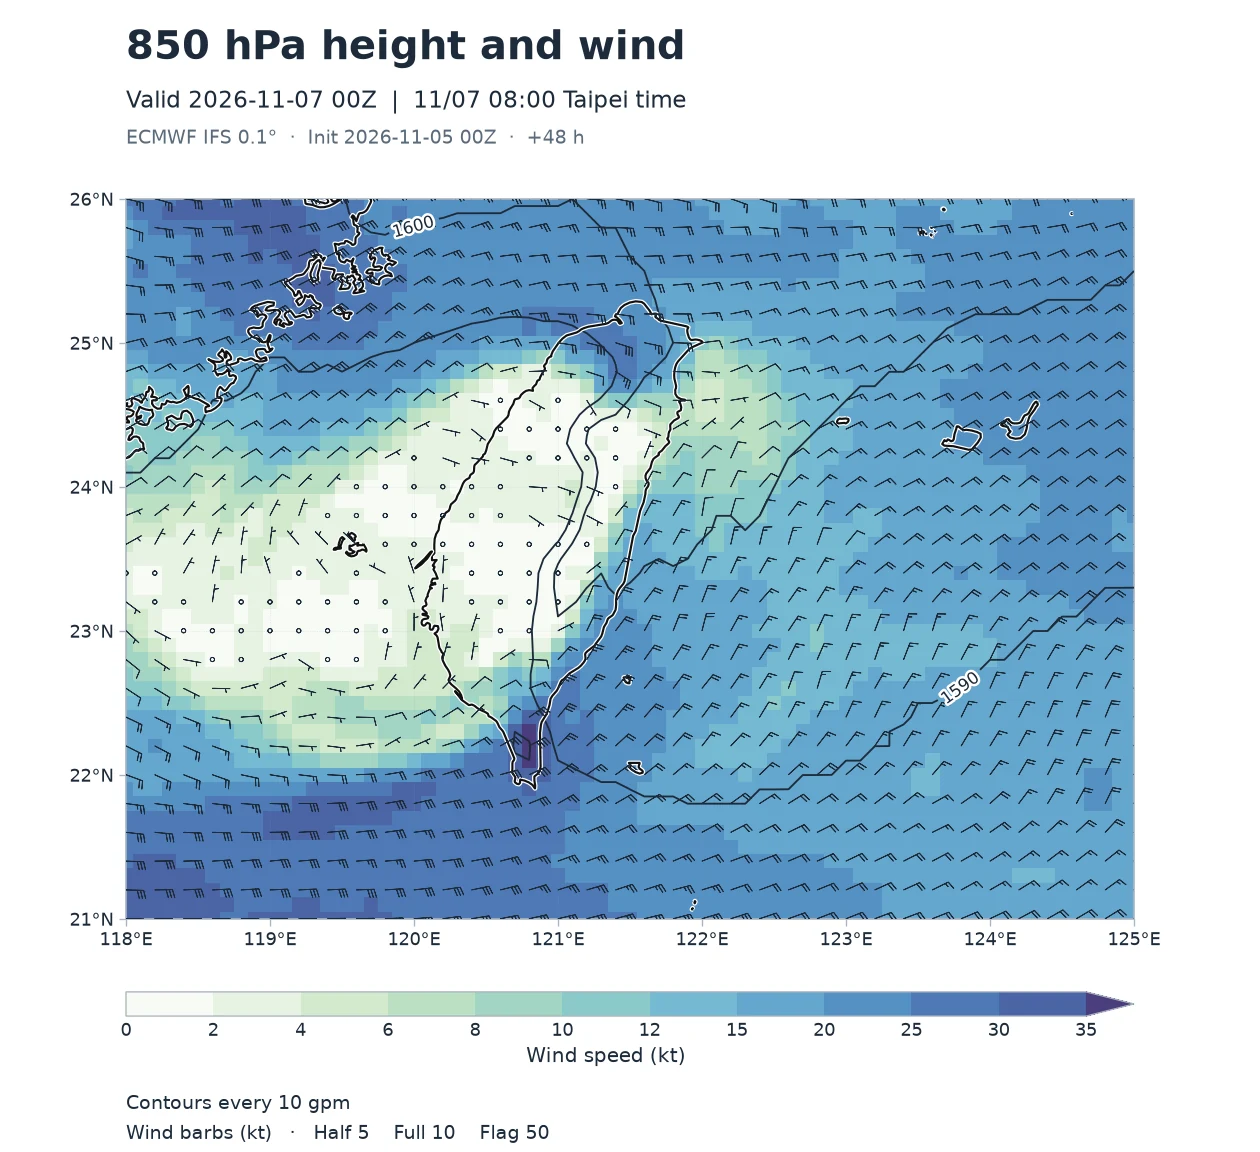 850 hPa height and wind
Valid 2026-11-07 00Z | 11/07 08:00 Taipei time
ECMWF IFS 0.1° · Init 2026-11-05 00Z · +48 h
26°N
1600
25°N
24°N
23°N
1590
22°N
21°N
118°E 119°E 120°E 121°E 122°E 123°E 124°E 125°E
0 2 4 6 8 10 12 15 20 25 30 35
Wind speed (kt)
Contours every 10 gpm
Wind barbs (kt) · Half 5 Full 10 Flag 50